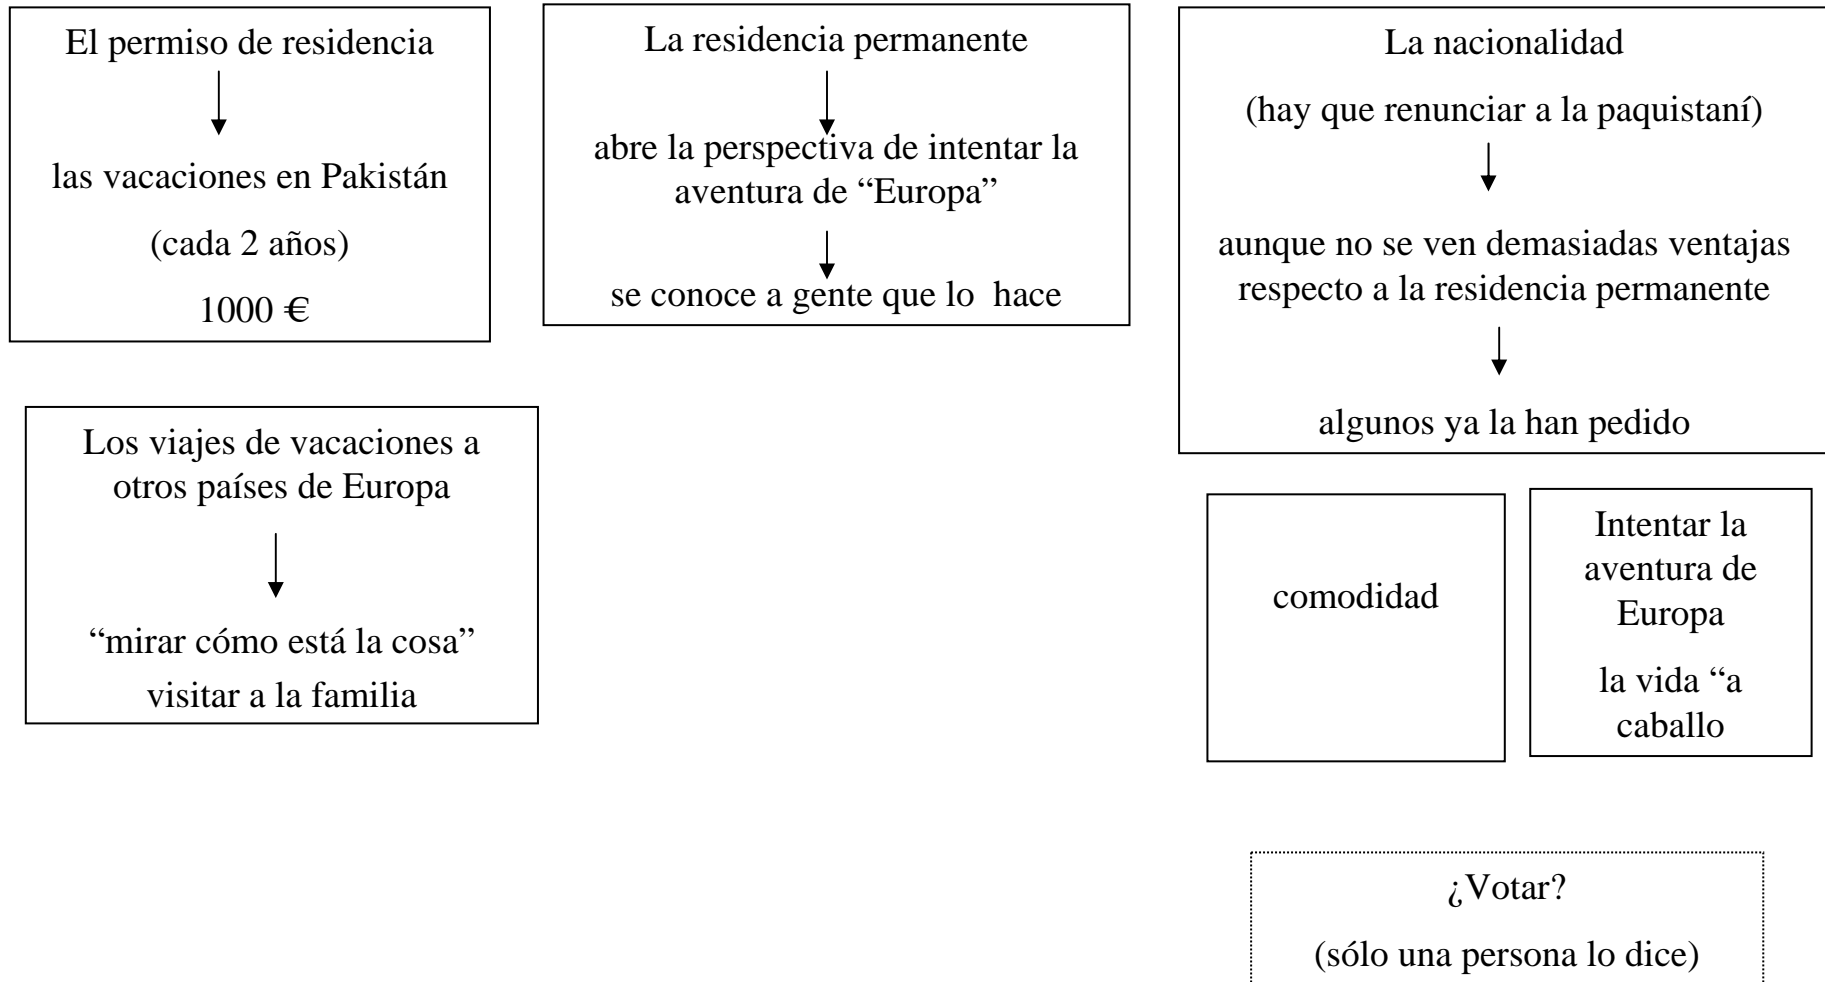 El permiso de residencia
las vacaciones en Pakistán
(cada 2 años)
1000 €
La residencia permanente
abre la perspectiva de intentar la
aventura de “Europa”
se conoce a gente que lo hace
La nacionalidad
(hay que renunciar a la paquistaní)
aunque no se ven demasiadas ventajas
respecto a la residencia permanente
algunos ya la han pedido
Los viajes de vacaciones a
otros países de Europa
“mirar cómo está la cosa”
visitar a la familia
comodidad
Intentar la
aventura de
Europa
la vida “a
caballo
¿Votar?
(sólo una persona lo dice)